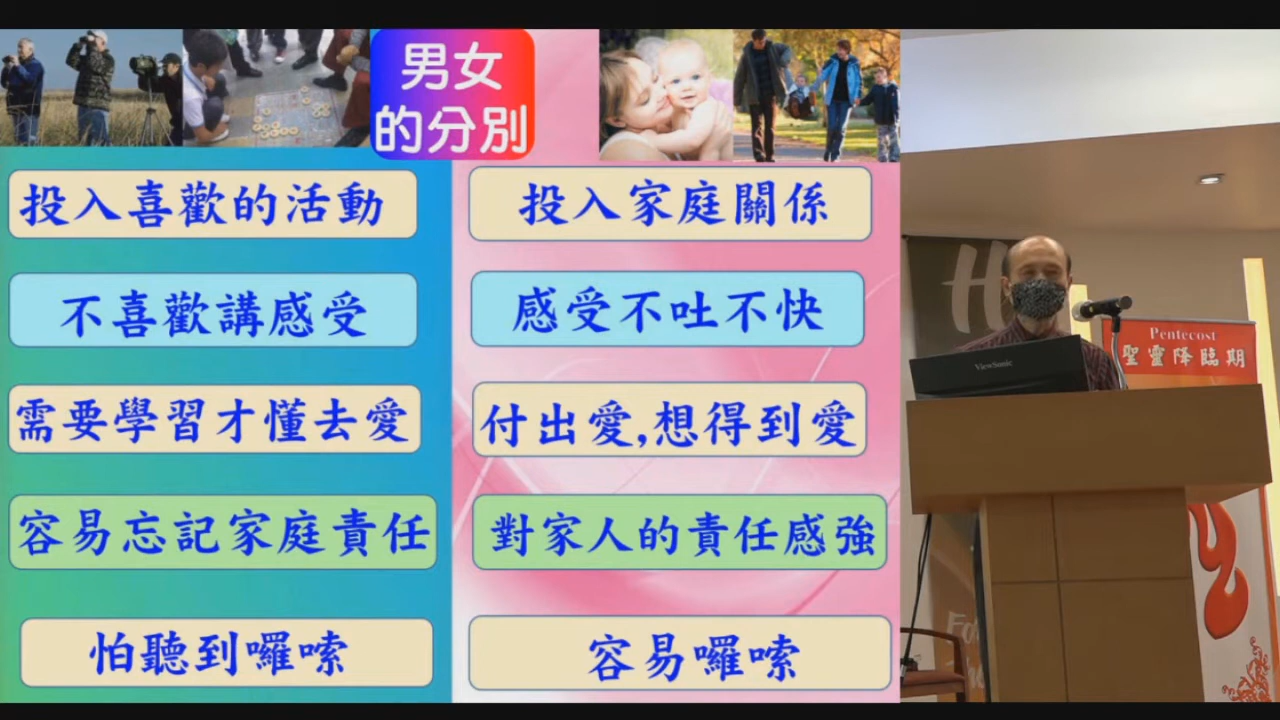 男女
的分別
投入喜歡的活動
投入家庭關係
不喜歡講感受
感受不吐不快
需要學習才懂去愛
付出愛,想得到愛
容易忘記家庭責任
對家人的責任感強
怕聽到囉嗦
容易囉嗦
ViewSonic
Pentecost
聖靈降臨期